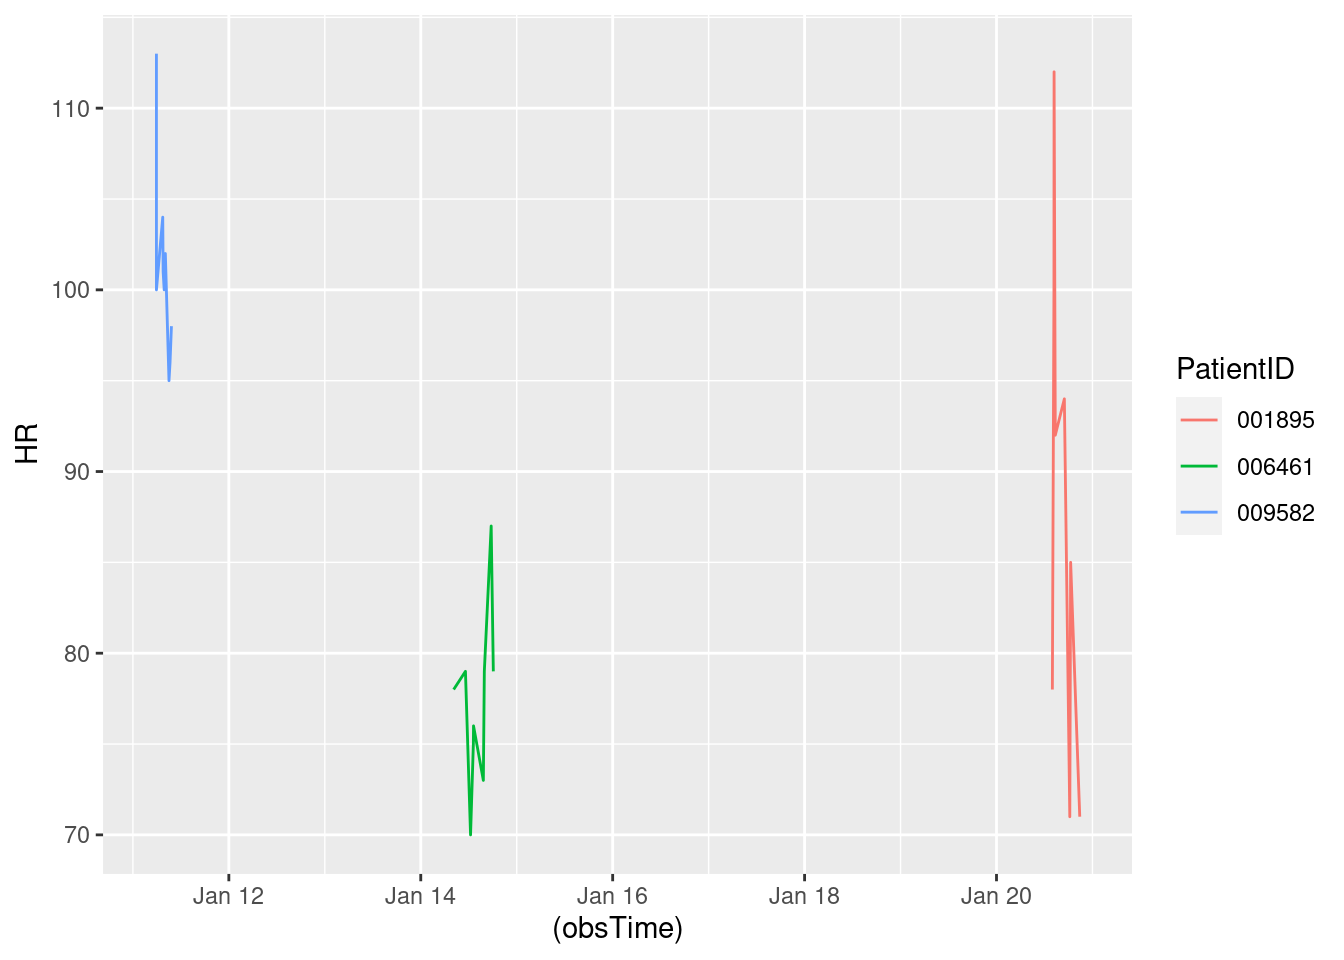 110
100
90
80
70
HR
Jan 12
Jan 14
Jan 16
Jan 18
Jan 20
(obsTime)
PatientID
001895
006461
009582